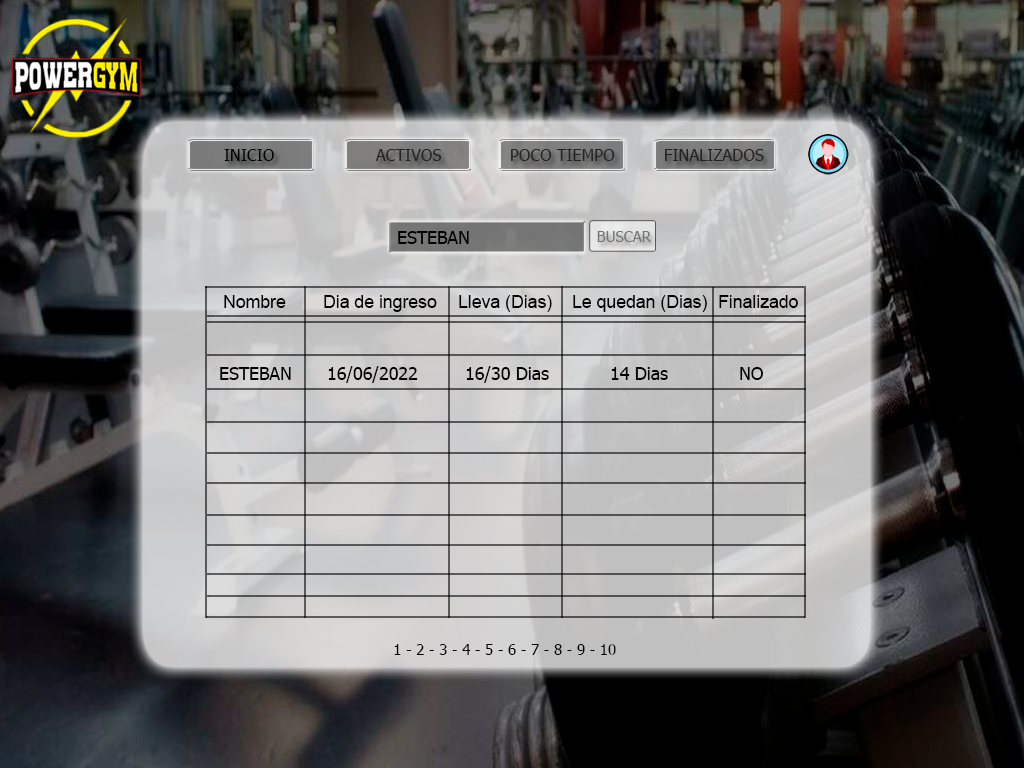 POWERGYM
INICIO ACTIVOS POCO TIEMPO FINALIZADOS
ESTEBAN BUSCAR
Nombre Dia de ingreso Lleva (Dias) Le quedan (Dias) Finalizado
ESTEBAN 16/06/2022 16/30 Dias 14 Dias NO
1 - 2 - 3 - 4 - 5 - 6 - 7 - 8 - 9 - 10